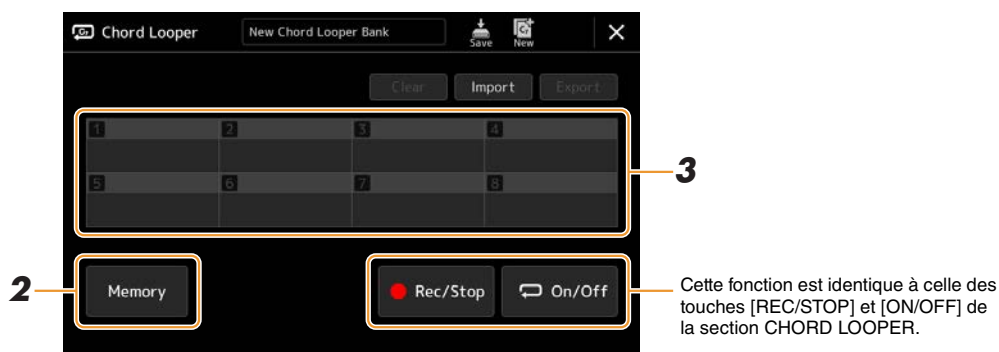 Chord Looper New Chord Looper Bank Save New
Clear Import Export
1 2 3 4
3
5 6 7 8
2 Memory Rec/Stop On/Off
Cette fonction est identique à celle des
touches [REC/STOP] et [ON/OFF] de
la section CHORD LOOPER.